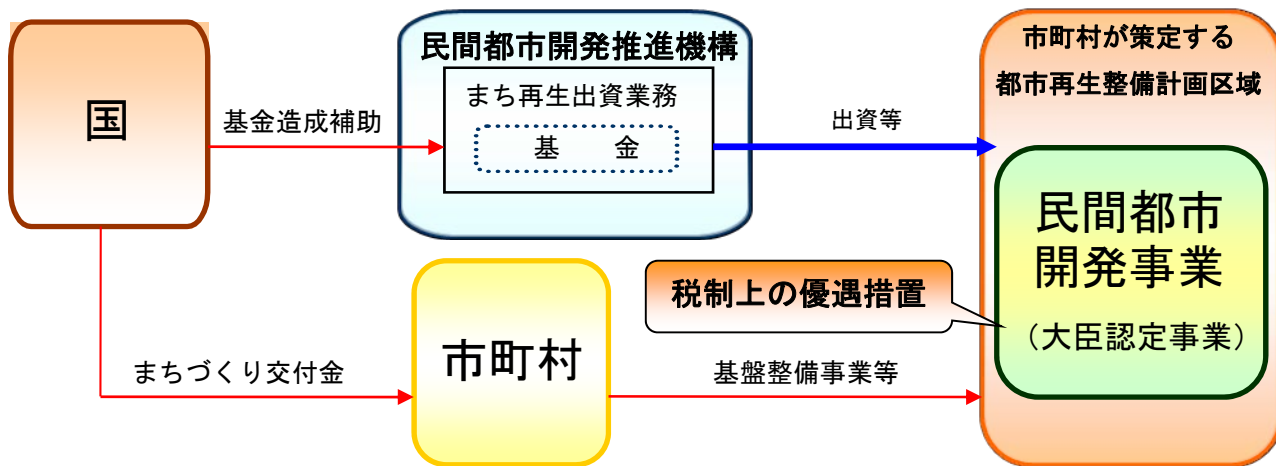 国
基金造成補助
民間都市開発推進機構
まち再生出資業務
基　金
出資等
市町村が策定する
都市再生整備計画区域
民間都市
開発事業
（大臣認定事業）
税制上の優遇措置
まちづくり交付金
市町村
基盤整備事業等